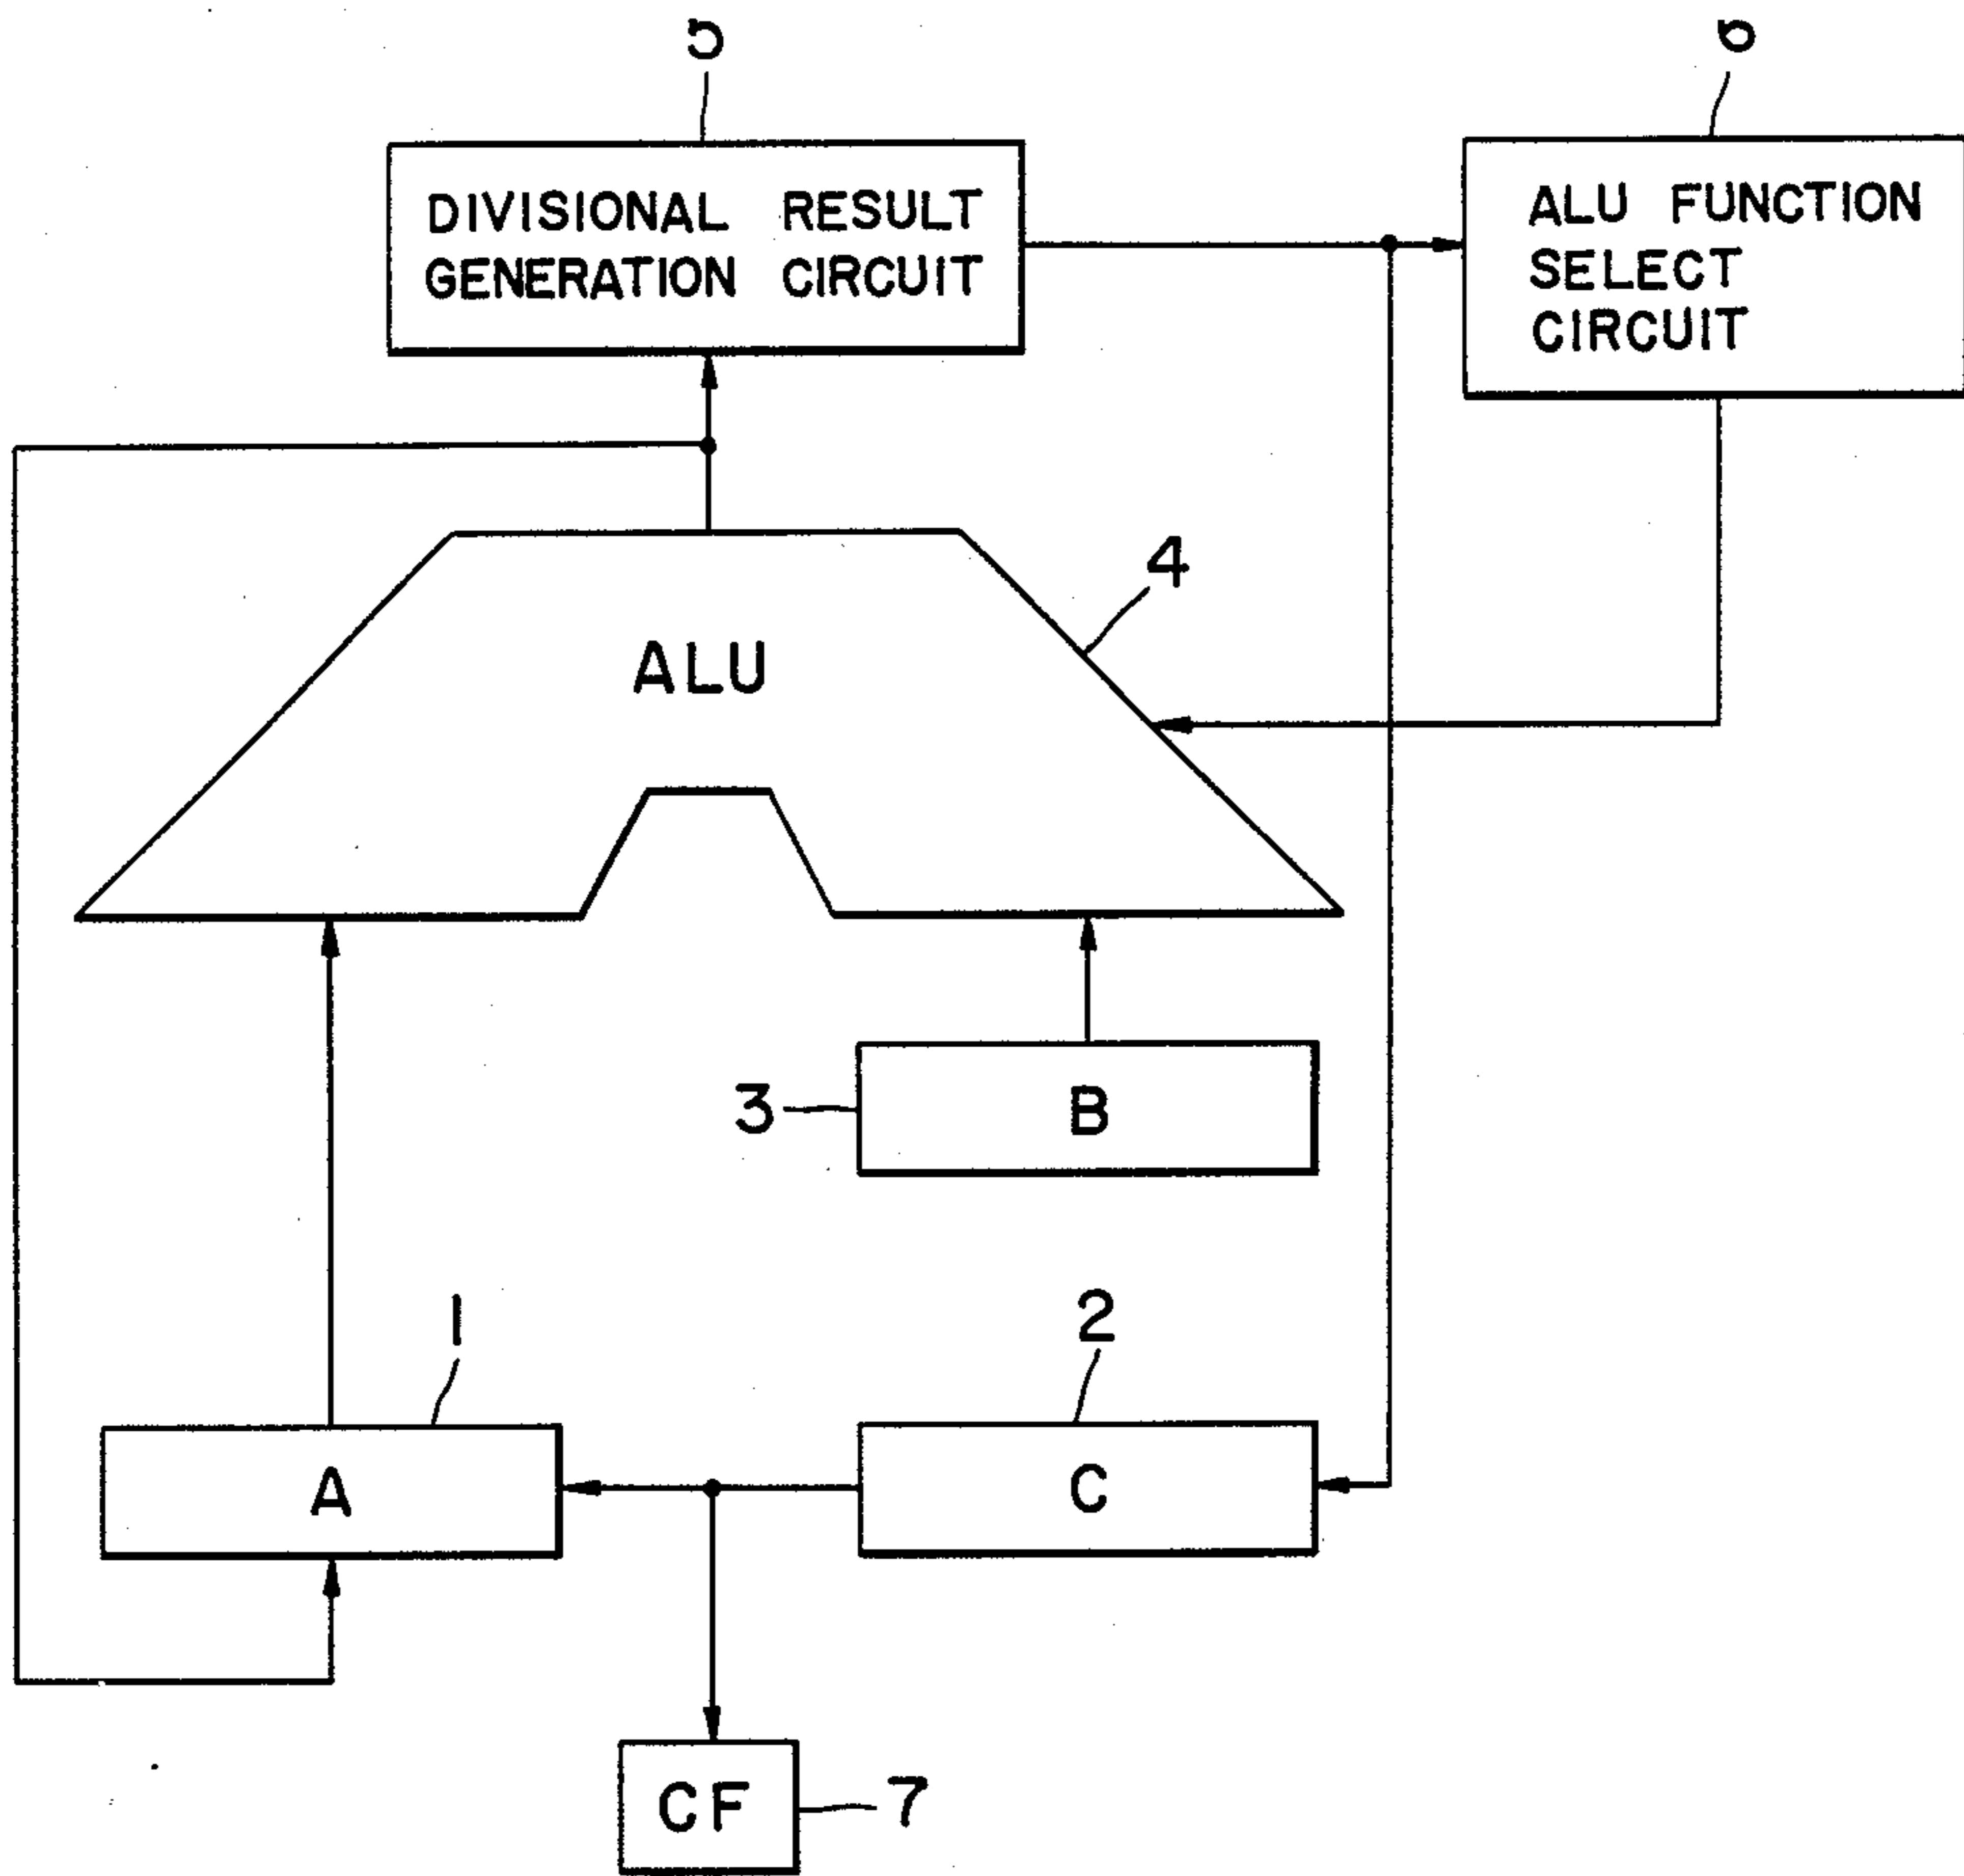 5
6
DIVISIONAL RESULT
GENERATION CIRCUIT
ALU FUNCTION
SELECT
CIRCUIT
4
ALU
3
B
1
2
A
C
CF
7